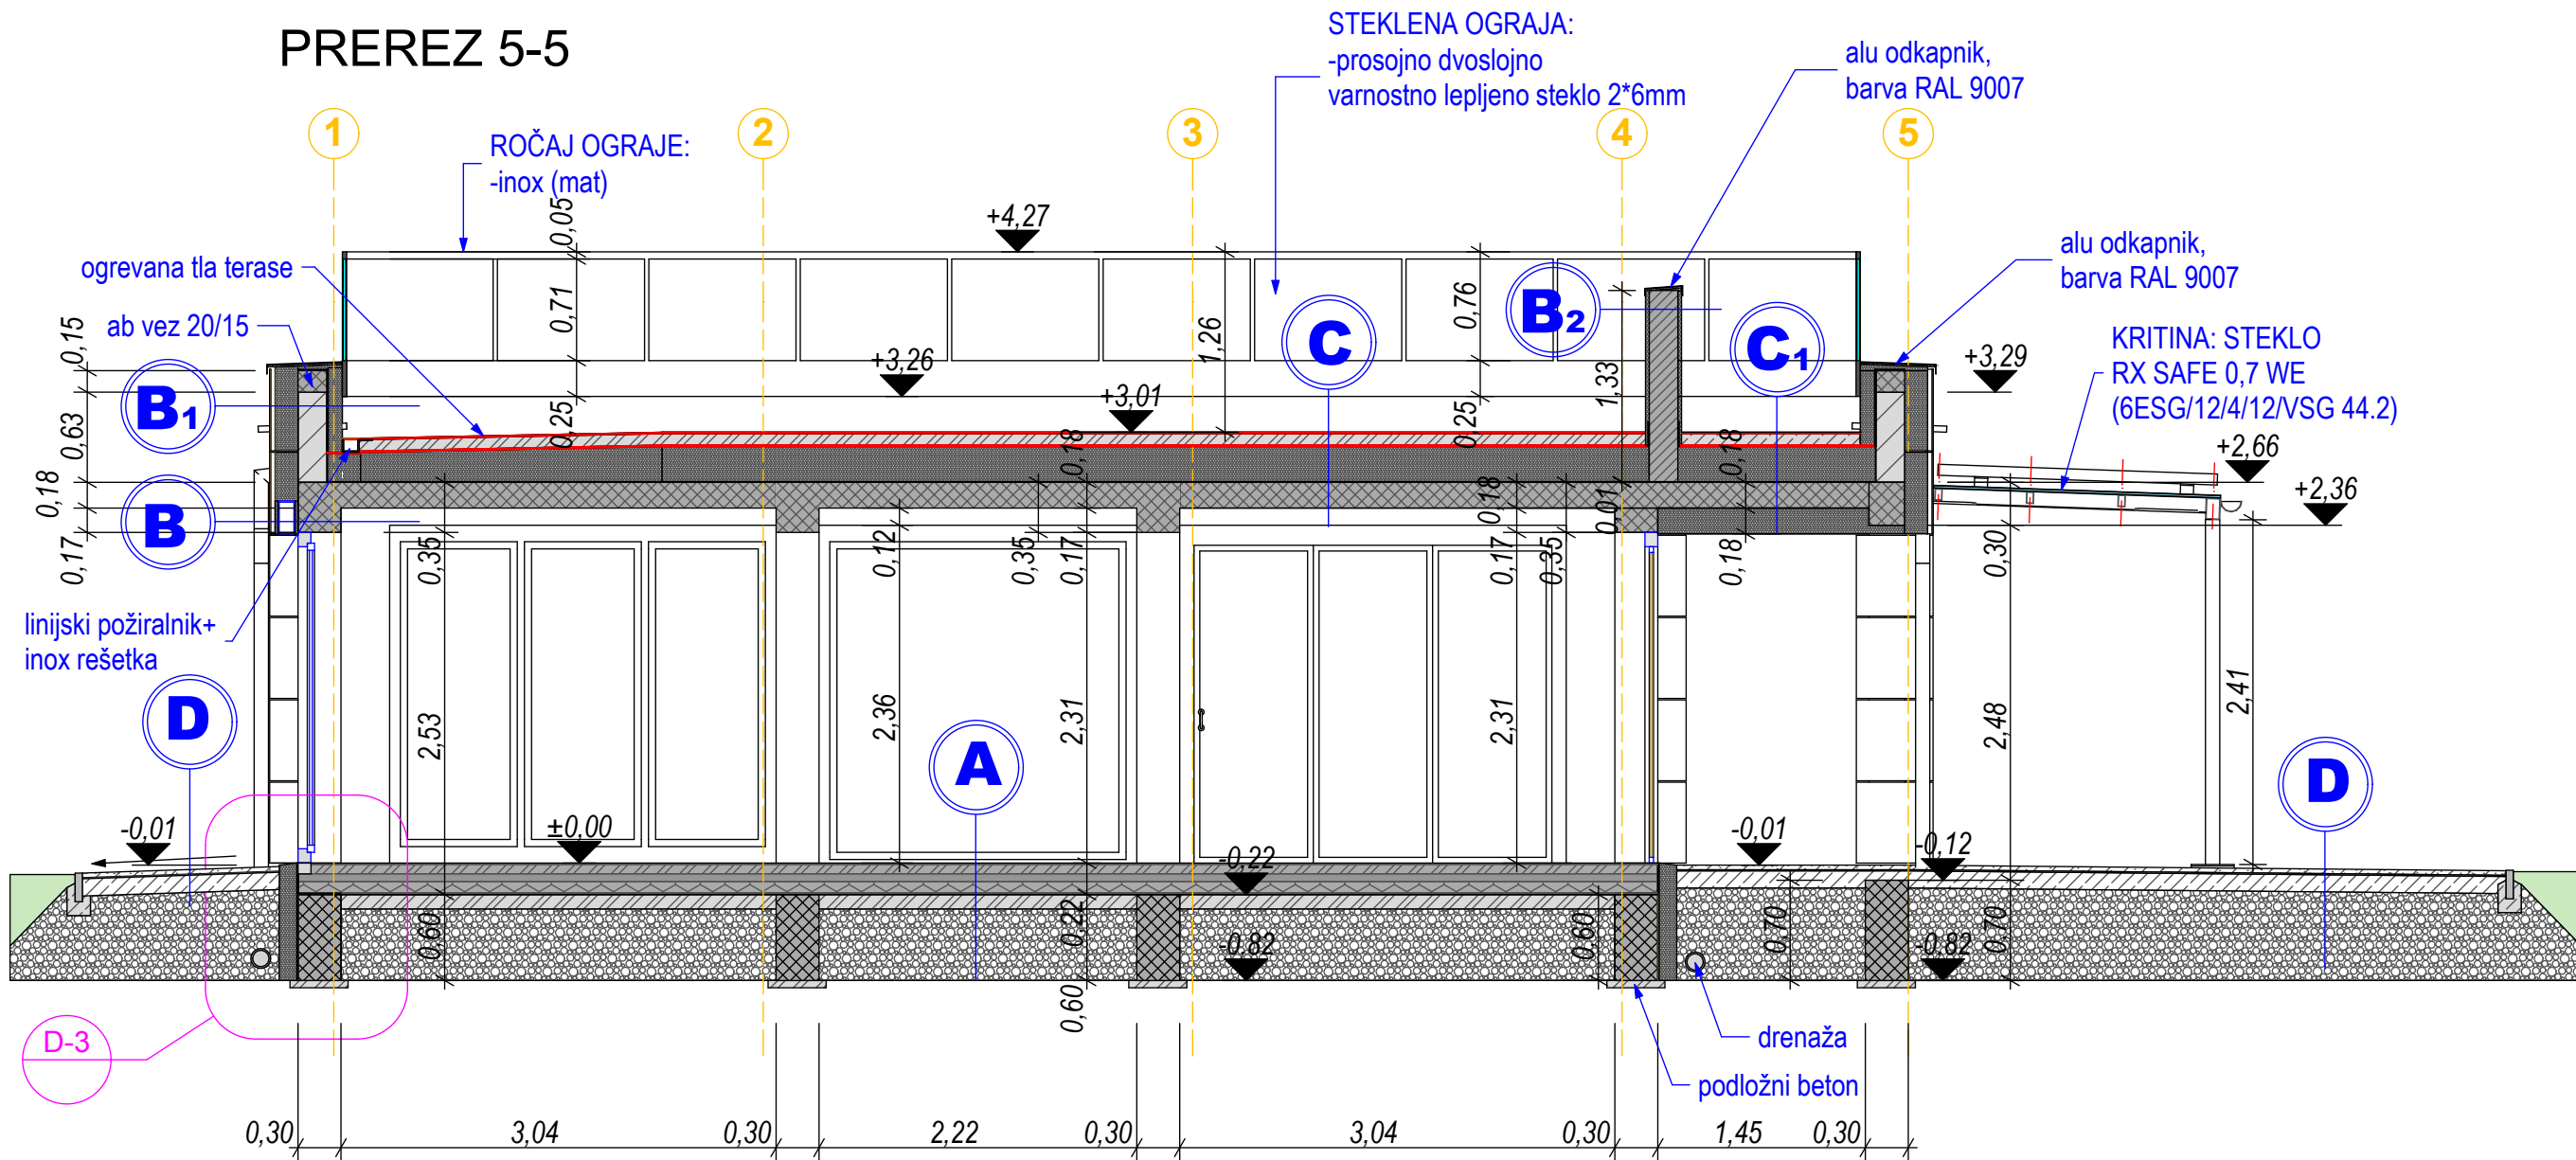 PREREZ 5-5
STEKLENA OGRAJA:
-prosojno dvoslojno
varnostno lepljeno steklo 2*6mm
alu odkapnik,
barva RAL 9007
1
2
3
4
5
ROČAJ OGRAJE:
-inox (mat)
0,05
+4,27
ogrevana tla terase
0,71
0,76
1,26
alu odkapnik,
barva RAL 9007
ab vez 20/15
0,15
B1
B2
C
C1
+3,26
+3,29
+3,01
1,33
KRITINA: STEKLO
RX SAFE 0,7 WE
(6ESG/12/4/12/VSG 44.2)
0,63
0,25
0,25
0,18
0,18
+2,66
0,18
0,18
0,01
+2,36
B
0,17
0,35
0,12
0,35
0,17
0,17
0,35
0,18
0,30
linijski požiralnik+
inox rešetka
D
2,53
2,36
2,31
2,31
2,48
2,41
A
D
-0,01
±0,00
-0,01
-0,12
-0,22
0,60
0,22
0,60
0,70
0,70
-0,82
-0,82
0,60
D-3
drenaža
podložni beton
0,30
3,04
0,30
2,22
0,30
3,04
0,30
1,45
0,30